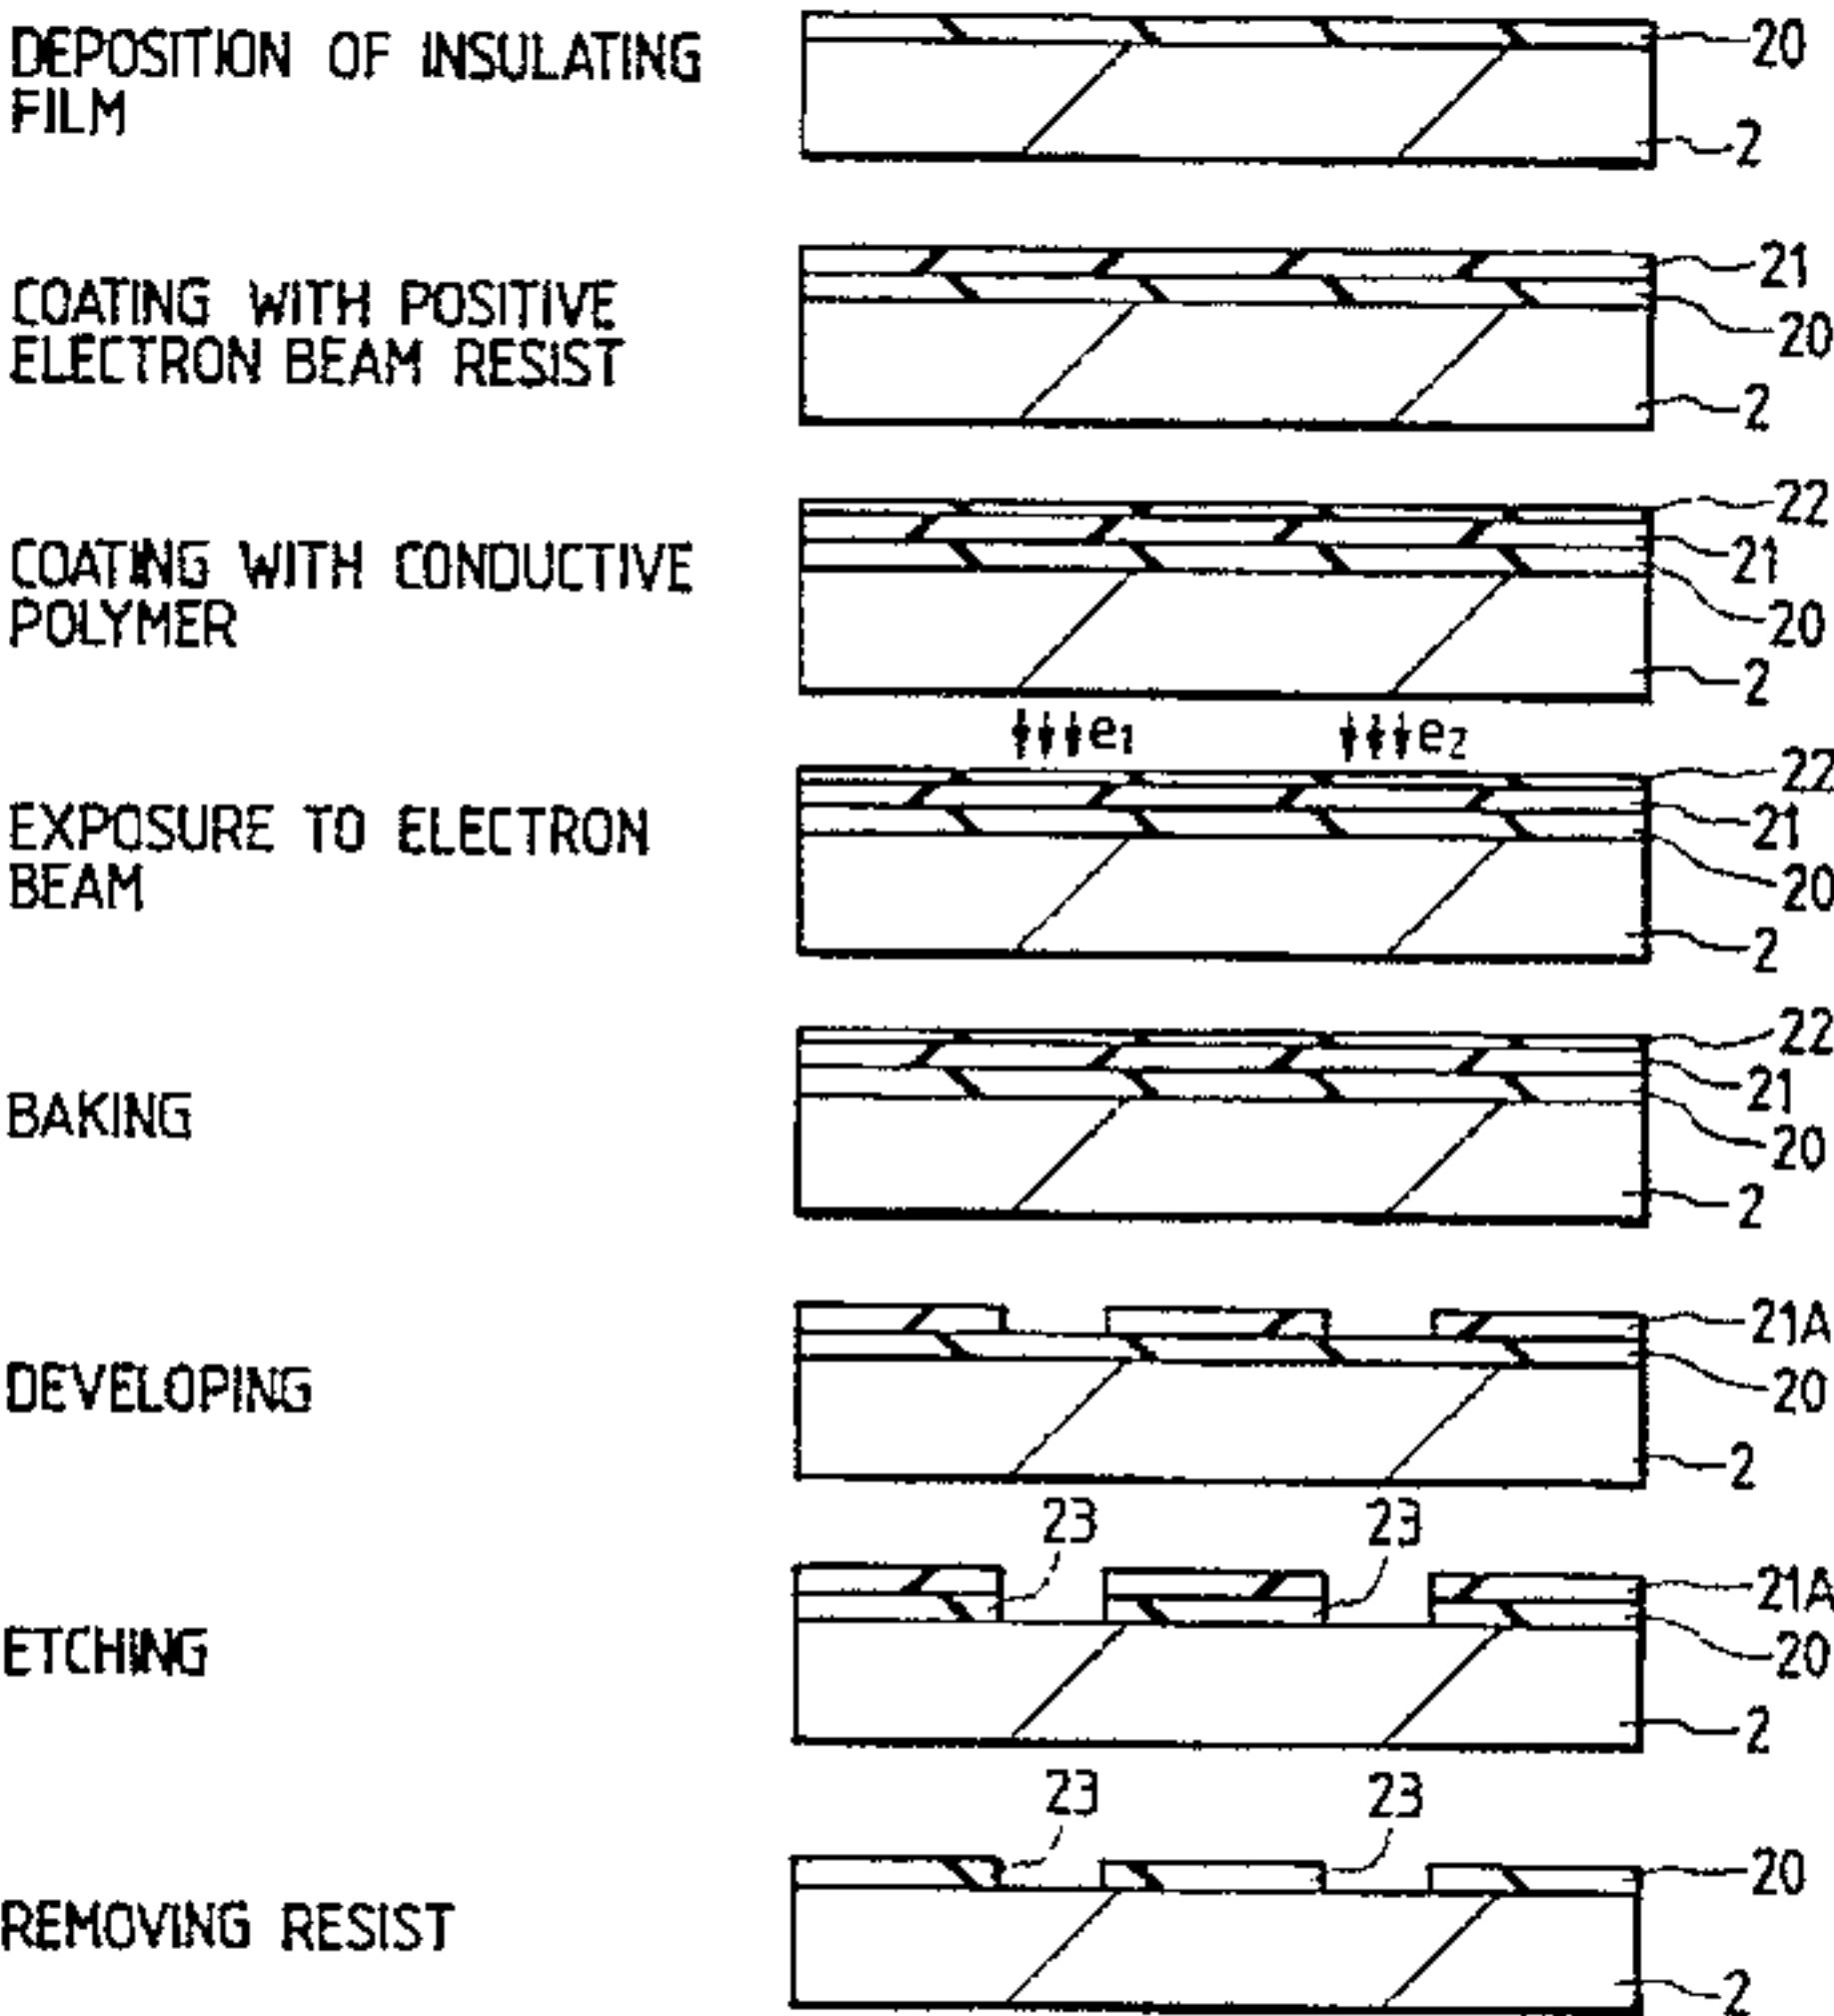 DEPOSITION OF INSULATING
FILM
20
2
COATING WITH POSITIVE
ELECTRON BEAM RESIST
21
20
2
COATING WITH CONDUCTIVE
POLYMER
22
21
20
2
EXPOSURE TO ELECTRON
BEAM
e1
e2
22
21
20
2
BAKING
22
21
20
2
DEVELOPING
21A
20
2
ETCHING
23
23
21A
20
2
REMOVING RESIST
23
23
20
2